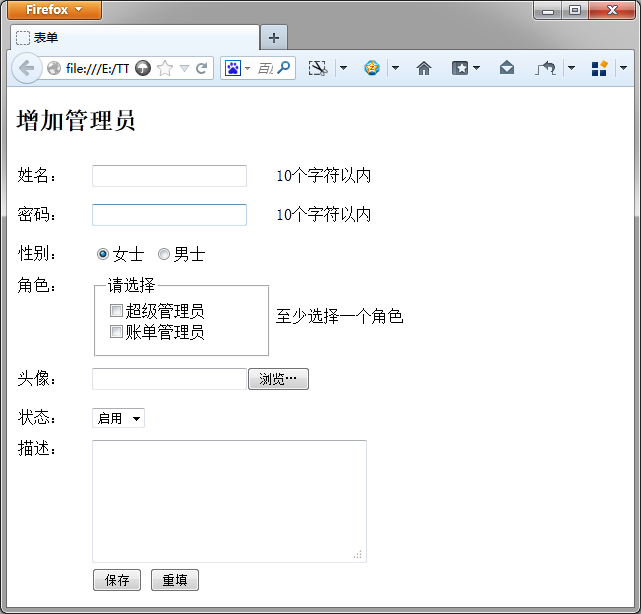 Firefox
表单
file:///E:/TT
百度
增加管理员
姓名： 10个字符以内
密码： 10个字符以内
性别： 女士 男士
角色： 请选择
超级管理员
账单管理员
至少选择一个角色
头像： 浏览…
状态： 启用
描述：
保存 重填